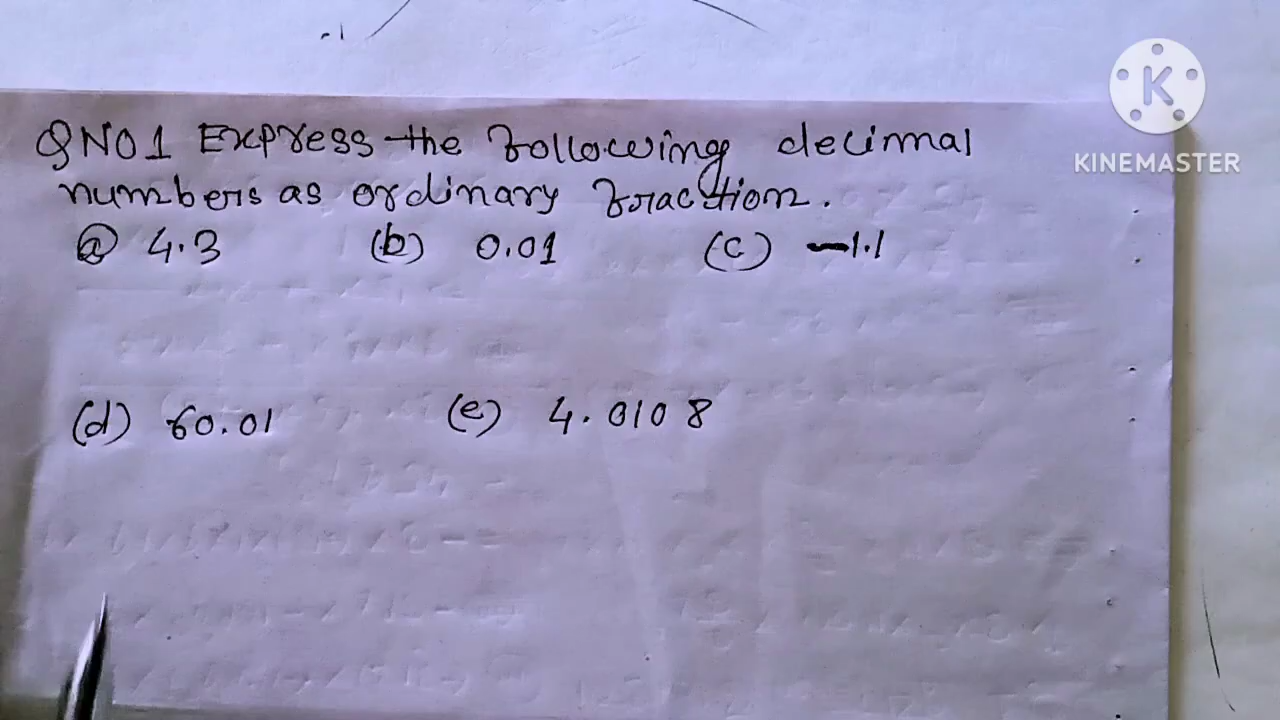 QNO1 Express the following decimal
numbers as ordinary fraction.
(a) 4.3 (b) 0.01 (c) -1.1
(d) 60.01 (e) 4.0108
K
KINEMASTER